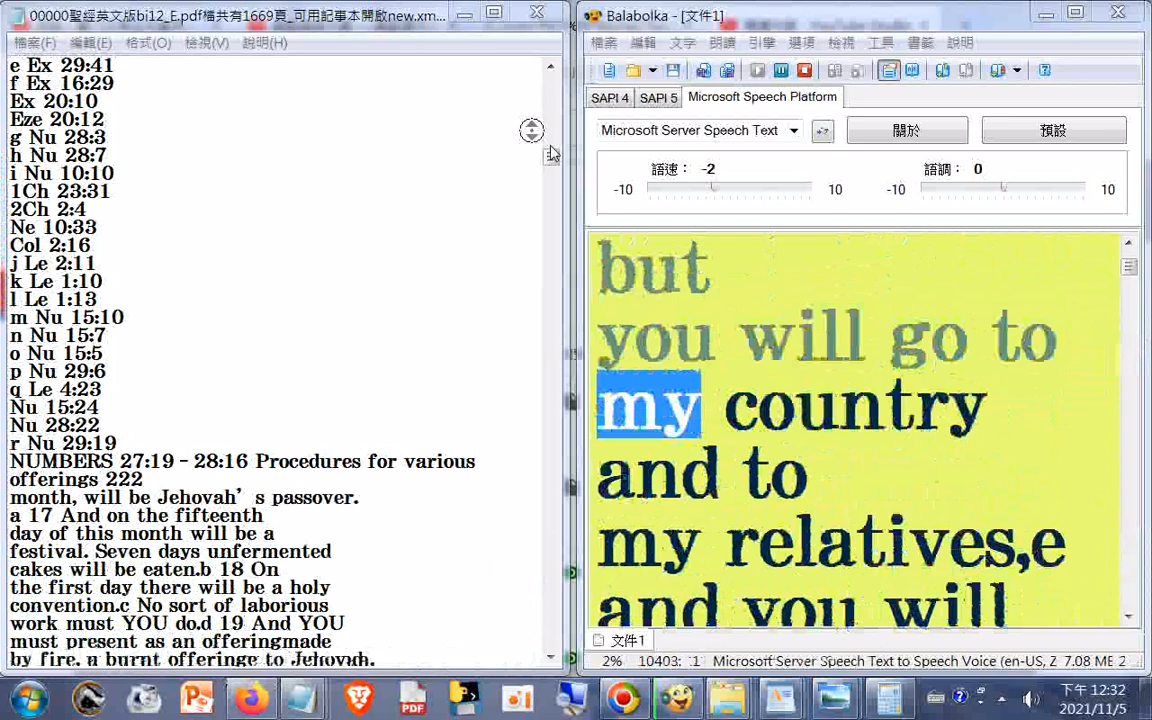 00000聖經英文版bi12_E.pdf檔共有1669頁_可用記事本開啟new.xm...
檔案(F) 編輯(E) 格式(O) 檢視(V) 說明(H)
e Ex 29:41
f Ex 16:29
Ex 20:10
Eze 20:12
g Nu 28:3
h Nu 28:7
i Nu 10:10
1Ch 23:31
2Ch 2:4
Ne 10:33
Col 2:16
j Le 2:11
k Le 1:10
l Le 1:13
m Nu 15:10
n Nu 15:7
o Nu 15:5
p Nu 29:6
q Le 4:23
Nu 15:24
Nu 28:22
r Nu 29:19
NUMBERS 27:19 - 28:16 Procedures for various
offerings 222
month, will be Jehovah’s passover.
a 17 And on the fifteenth
day of this month will be a
festival. Seven days unfermented
cakes will be eaten.b 18 On
the first day there will be a holy
convention.c No sort of laborious
work must YOU do.d 19 And YOU
must present as an offeringmade
by fire, a burnt offeringe to Jehovah,
Balabolka - [文件1]
檔案 編輯 文字 朗讀 引擎 選項 檢視 工具 書籤 說明
SAPI 4 SAPI 5 Microsoft Speech Platform
Microsoft Server Speech Text 關於 預設
語速： -2 語調： 0
-10 10 -10 10
but
you will go to
my country
and to
my relatives,e
and you will
文件1
2% 10403: :1 Microsoft Server Speech Text to Speech Voice (en-US, Z 7.08 ME 2
下午 12:32
2021/11/5